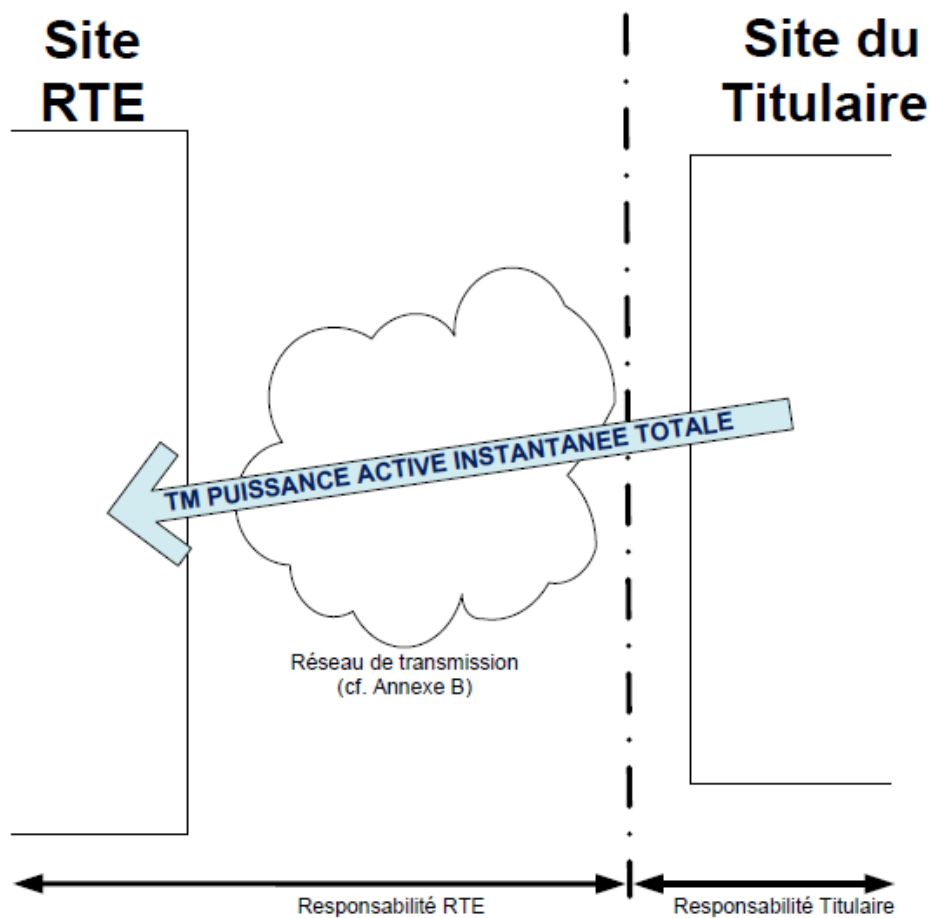 Site
RTE
Site du
Titulaire
TM PUISSANCE ACTIVE INSTANTANEE TOTALE
Réseau de transmission
(cf. Annexe B)
Responsabilité RTE
Responsabilité Titulaire